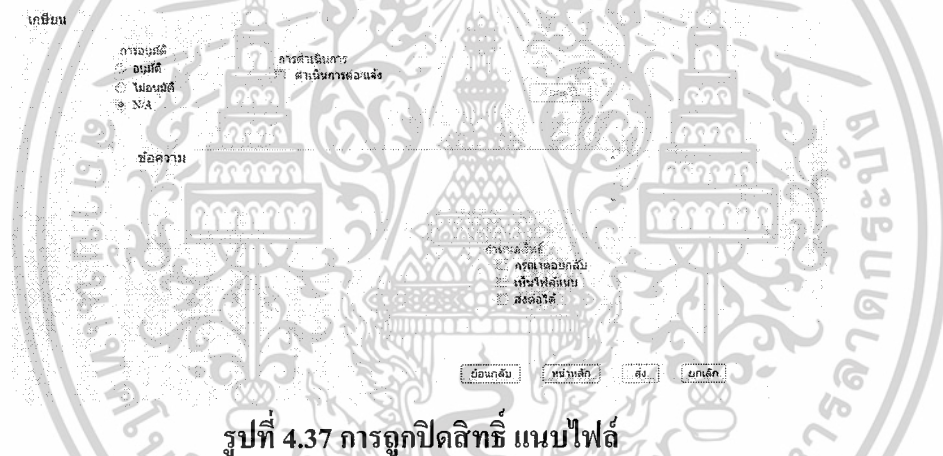 เกษียน
การอนุมัติ
อนุมัติ
ไม่อนุมัติ
N/A
การดำเนินการ
ดำเนินการต่อ/แจ้ง
ข้อความ
กำหนดสิทธิ์
กรุณาตอบกลับ
เห็นไฟล์แนบ
ส่งต่อได้
ย้อนกลับ หน้าหลัก ส่ง ยกเลิก
รูปที่ 4.37 การถูกปิดสิทธิ์ แนบไฟล์